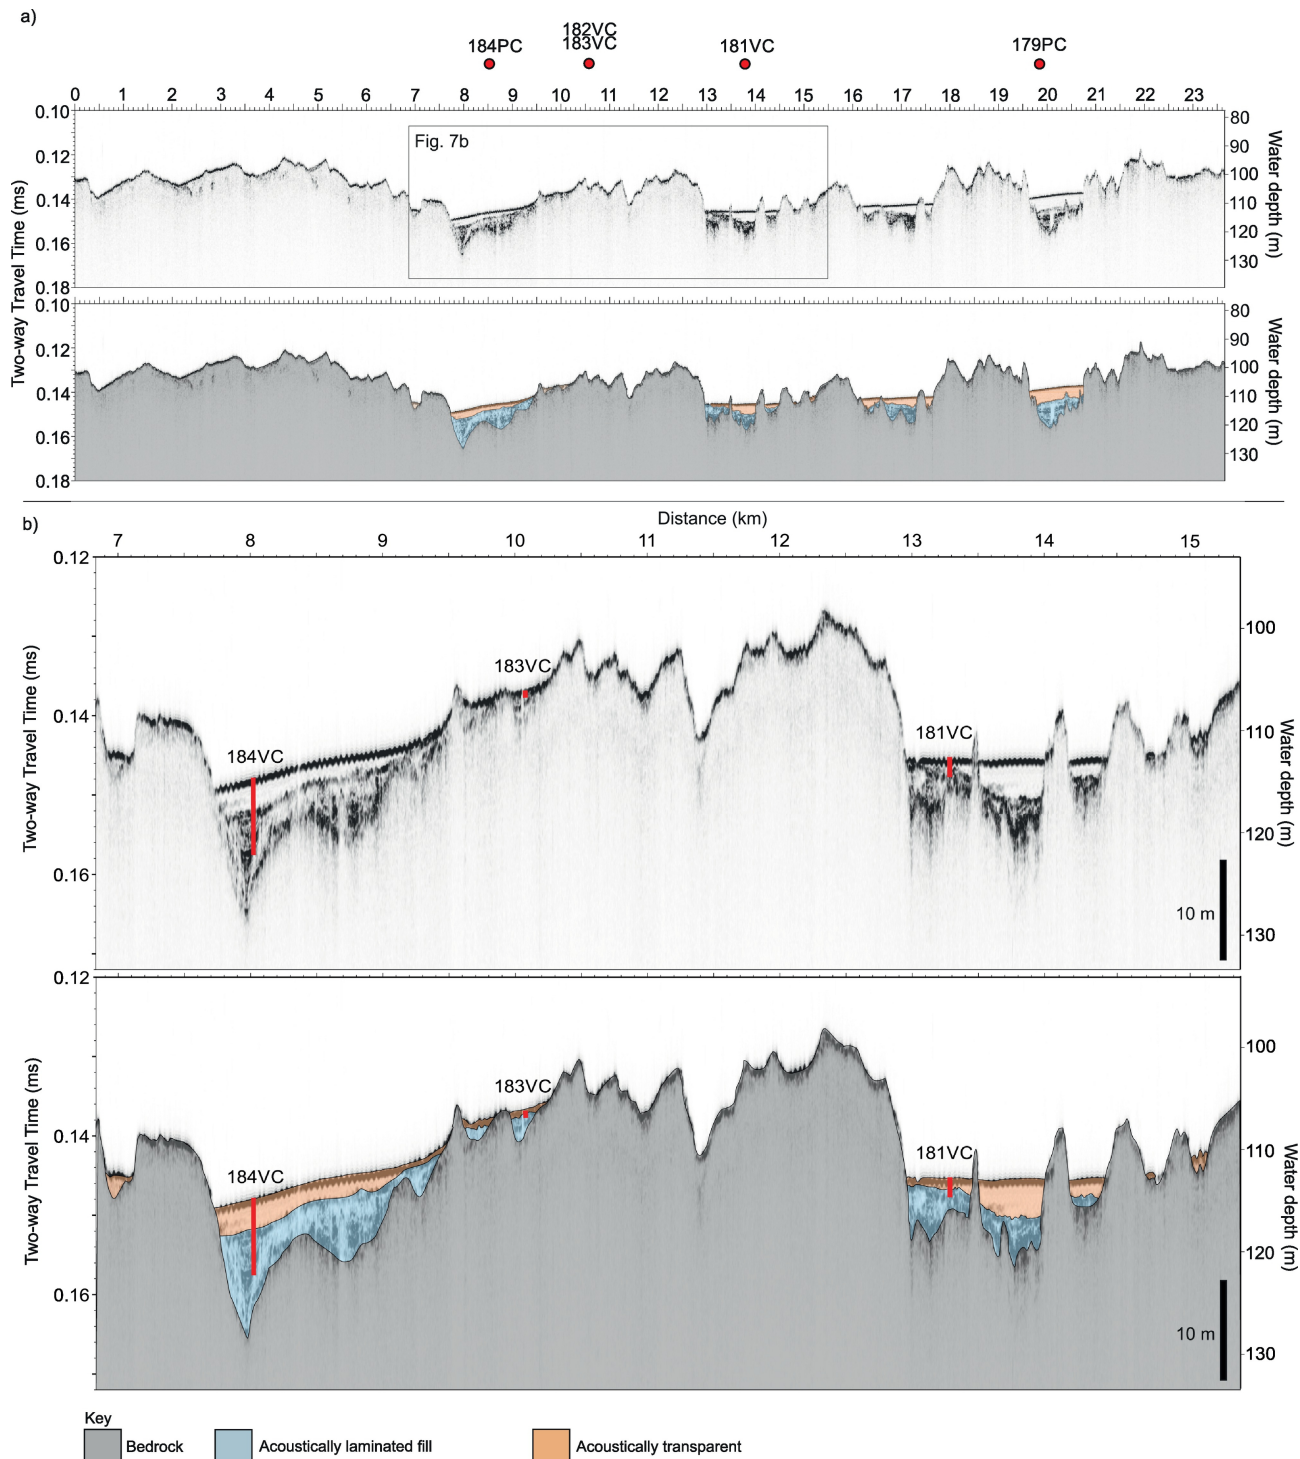 a)
182VC
184PC 183VC 181VC 179PC
0 1 2 3 4 5 6 7 8 9 10 11 12 13 14 15 16 17 18 19 20 21 22 23
Two-way Travel Time (ms)
0.10
0.12
0.14
0.16
0.18
Fig. 7b
80
90
100
110
120
130
Water depth (m)
0.10
0.12
0.14
0.16
0.18
80
90
100
110
120
130
Water depth (m)
b)
Distance (km)
7 8 9 10 11 12 13 14 15
Two-way Travel Time (ms)
0.12
0.14
0.16
184VC
183VC
181VC
100
110
120
130
Water depth (m)
10 m
Two-way Travel Time (ms)
0.12
0.14
0.16
184VC
183VC
181VC
100
110
120
130
Water depth (m)
10 m
Key
Bedrock Acoustically laminated fill Acoustically transparent